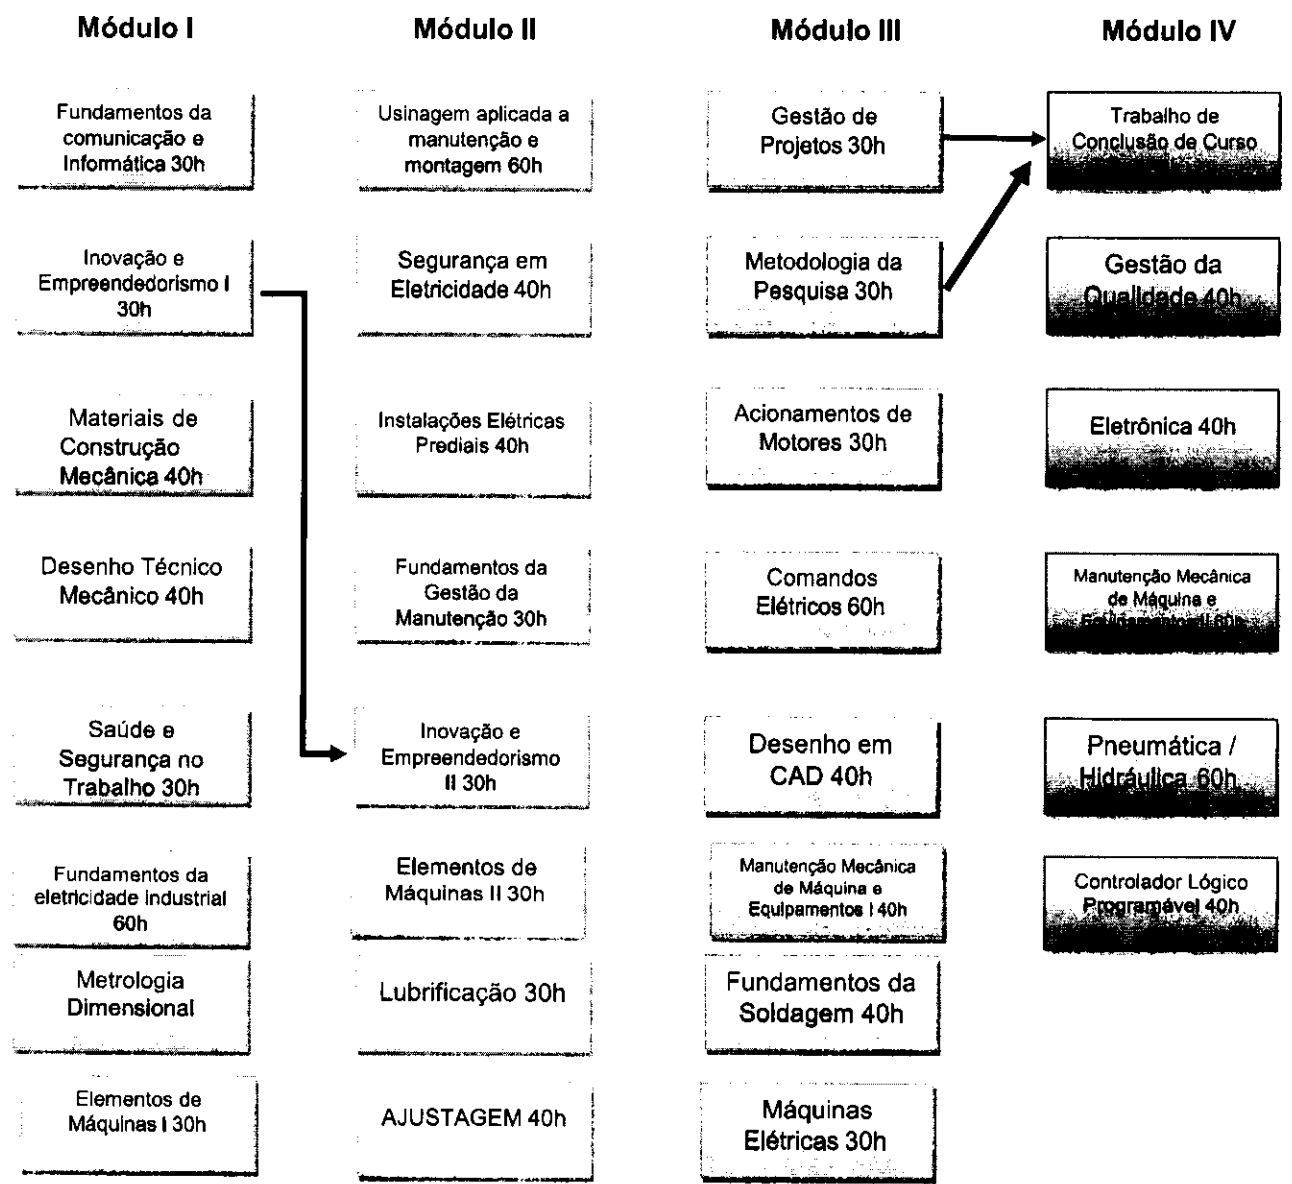 Módulo I
Fundamentos da
comunicação e
Informática 30h
Inovação e
Empreendedorismo I
30h
Materiais de
Construção
Mecânica 40h
Desenho Técnico
Mecânico 40h
Saúde e
Segurança no
Trabalho 30h
Fundamentos da
eletricidade Industrial
60h
Metrologia
Dimensional
Elementos de
Máquinas I 30h
Módulo II
Usinagem aplicada a
manutenção e
montagem 60h
Segurança em
Eletricidade 40h
Instalações Elétricas
Prediais 40h
Fundamentos da
Gestão da
Manutenção 30h
Inovação e
Empreendedorismo
II 30h
Elementos de
Máquinas II 30h
Lubrificação 30h
AJUSTAGEM 40h
Módulo III
Gestão de
Projetos 30h
Metodologia da
Pesquisa 30h
Acionamentos de
Motores 30h
Comandos
Elétricos 60h
Desenho em
CAD 40h
Manutenção Mecânica
de Máquina e
Equipamentos I 40h
Fundamentos da
Soldagem 40h
Máquinas
Elétricas 30h
Módulo IV
Trabalho de
Conclusão de Curso
Gestão da
Qualidade 40h
Eletrônica 40h
Manutenção Mecânica
de Máquina e
Equipamentos II 60h
Pneumática /
Hidráulica 60h
Controlador Lógico
Programável 40h